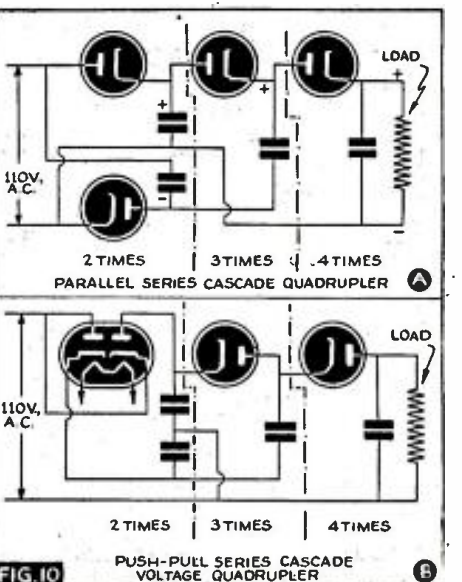 LOAD
+
+
+
110V,
A.C.
-
-
2 TIMES
3 TIMES
4 TIMES
PARALLEL SERIES CASCADE QUADRUPLER
A
LOAD
110V,
A.C.
2 TIMES
3 TIMES
4 TIMES
PUSH-PULL SERIES CASCADE
VOLTAGE QUADRUPLER
B
FIG.10